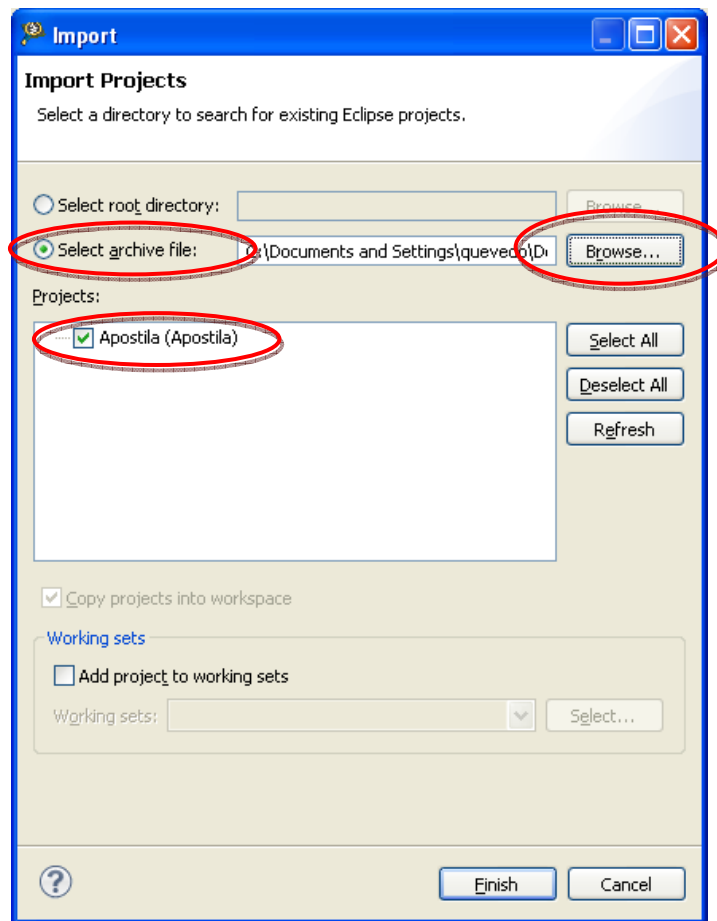 Import
Import Projects
Select a directory to search for existing Eclipse projects.
Select root directory:
Browse...
Select archive file:
:\Documents and Settings\quevedo\D
Browse...
Projects:
Apostila (Apostila)
Select All
Deselect All
Refresh
Copy projects into workspace
Working sets
Add project to working sets
Working sets:
Select...
?
Finish
Cancel